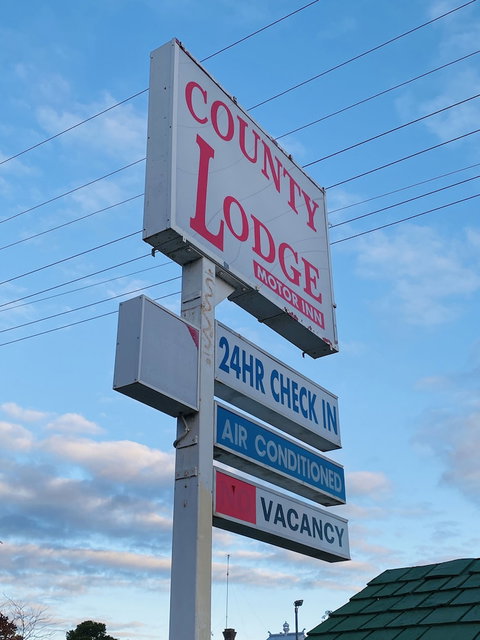 COUNTY
LODGE
MOTOR INN
24HR CHECK IN
AIR CONDITIONED
VACANCY